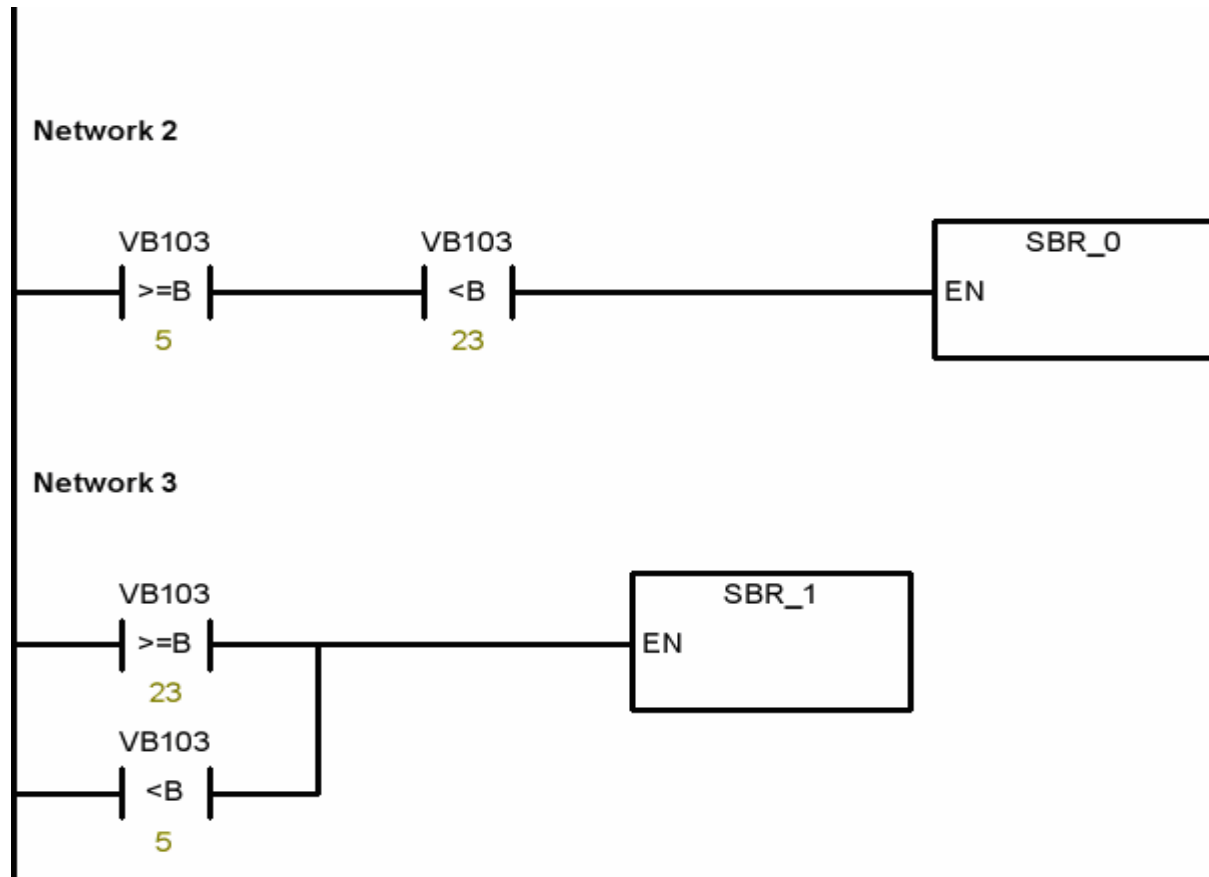 Network 2
VB103 VB103 SBR_0
>=B <B EN
5 23
Network 3
VB103 SBR_1
>=B EN
23
VB103
<B
5